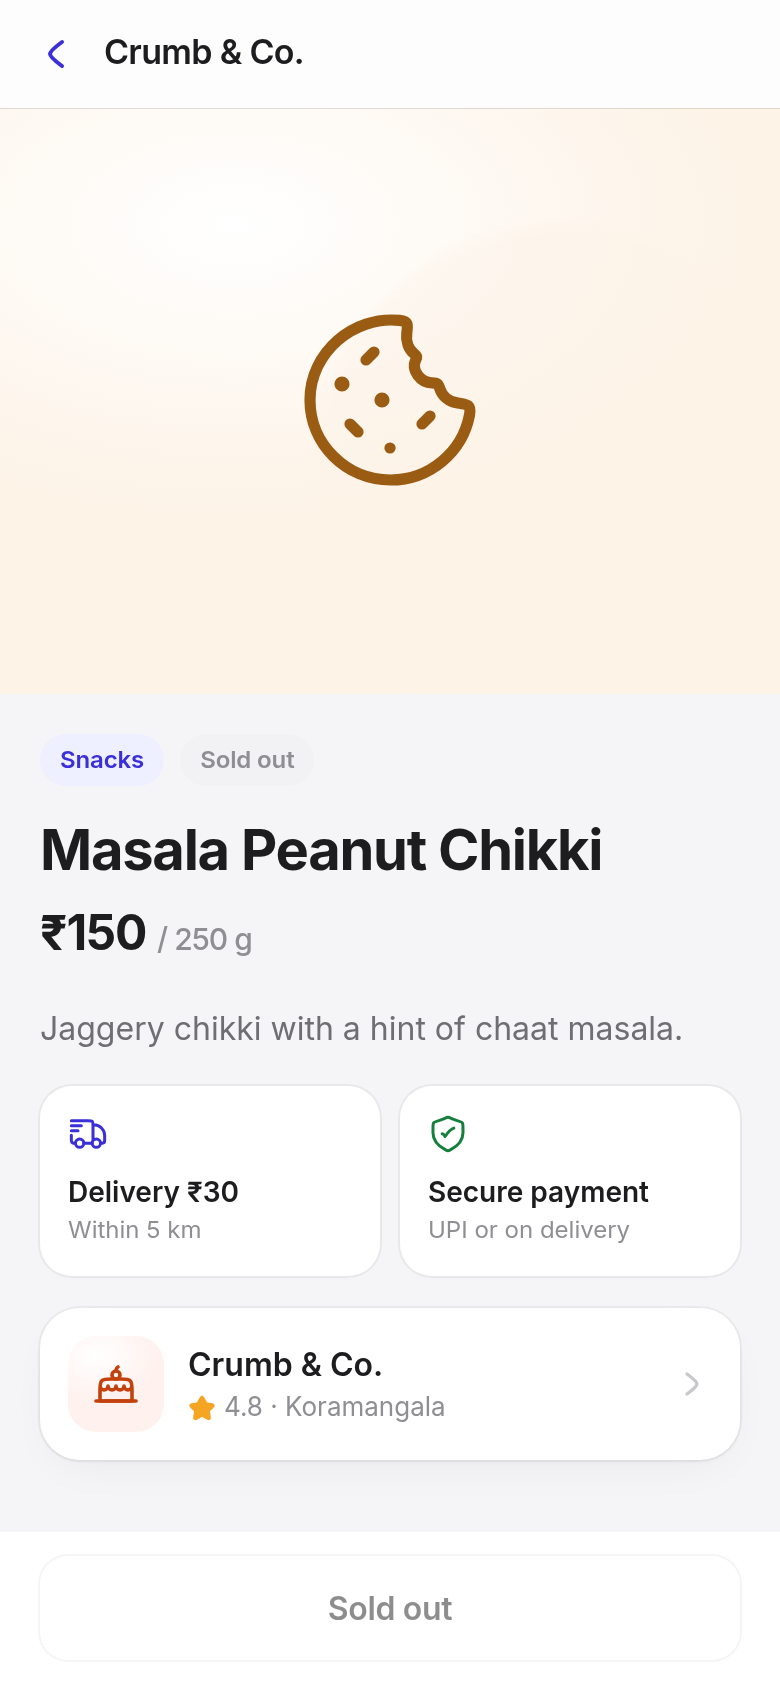 Crumb & Co.
Snacks
Sold out
Masala Peanut Chikki
₹150 / 250 g
Jaggery chikki with a hint of chaat masala.
Delivery ₹30
Within 5 km
Secure payment
UPI or on delivery
Crumb & Co.
4.8 · Koramangala
Sold out